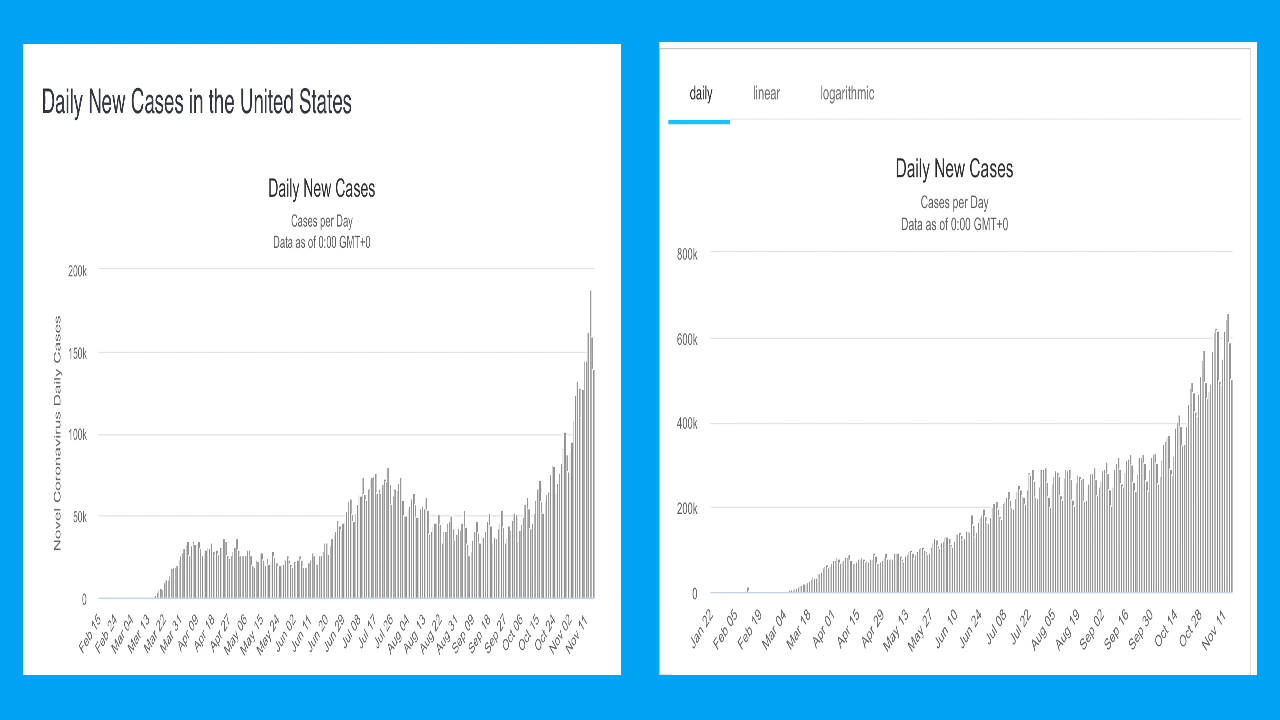 Daily New Cases in the United States
Daily New Cases
Cases per Day
Data as of 0:00 GMT+0
Novel Coronavirus Daily Cases
200k
150k
100k
50k
0
Feb 15
Feb 24
Mar 04
Mar 13
Mar 22
Mar 31
Apr 09
Apr 18
Apr 27
May 06
May 15
May 24
Jun 02
Jun 11
Jun 20
Jun 29
Jul 08
Jul 17
Jul 26
Aug 04
Aug 13
Aug 22
Aug 31
Sep 09
Sep 18
Sep 27
Oct 06
Oct 15
Oct 24
Nov 02
Nov 11
daily linear logarithmic
Daily New Cases
Cases per Day
Data as of 0:00 GMT+0
800k
600k
400k
200k
0
Jan 22
Feb 05
Feb 19
Mar 04
Mar 18
Apr 01
Apr 15
Apr 29
May 13
May 27
Jun 10
Jun 24
Jul 08
Jul 22
Aug 05
Aug 19
Sep 02
Sep 16
Sep 30
Oct 14
Oct 28
Nov 11